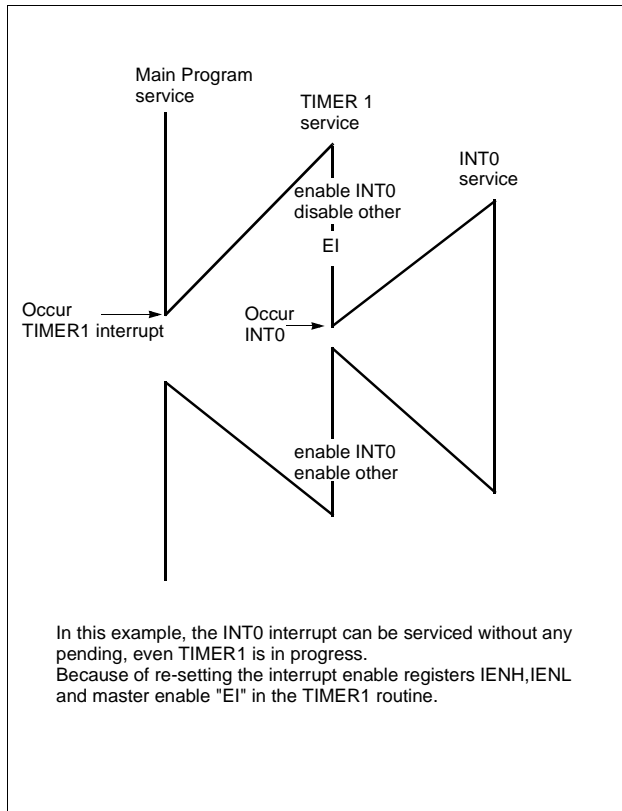 Main Program
service
TIMER 1
service
INT0
service
enable INT0
disable other
EI
Occur
TIMER1 interrupt
Occur
INT0
enable INT0
enable other
In this example, the INT0 interrupt can be serviced without any
pending, even TIMER1 is in progress.
Because of re-setting the interrupt enable registers IENH,IENL
and master enable "EI" in the TIMER1 routine.